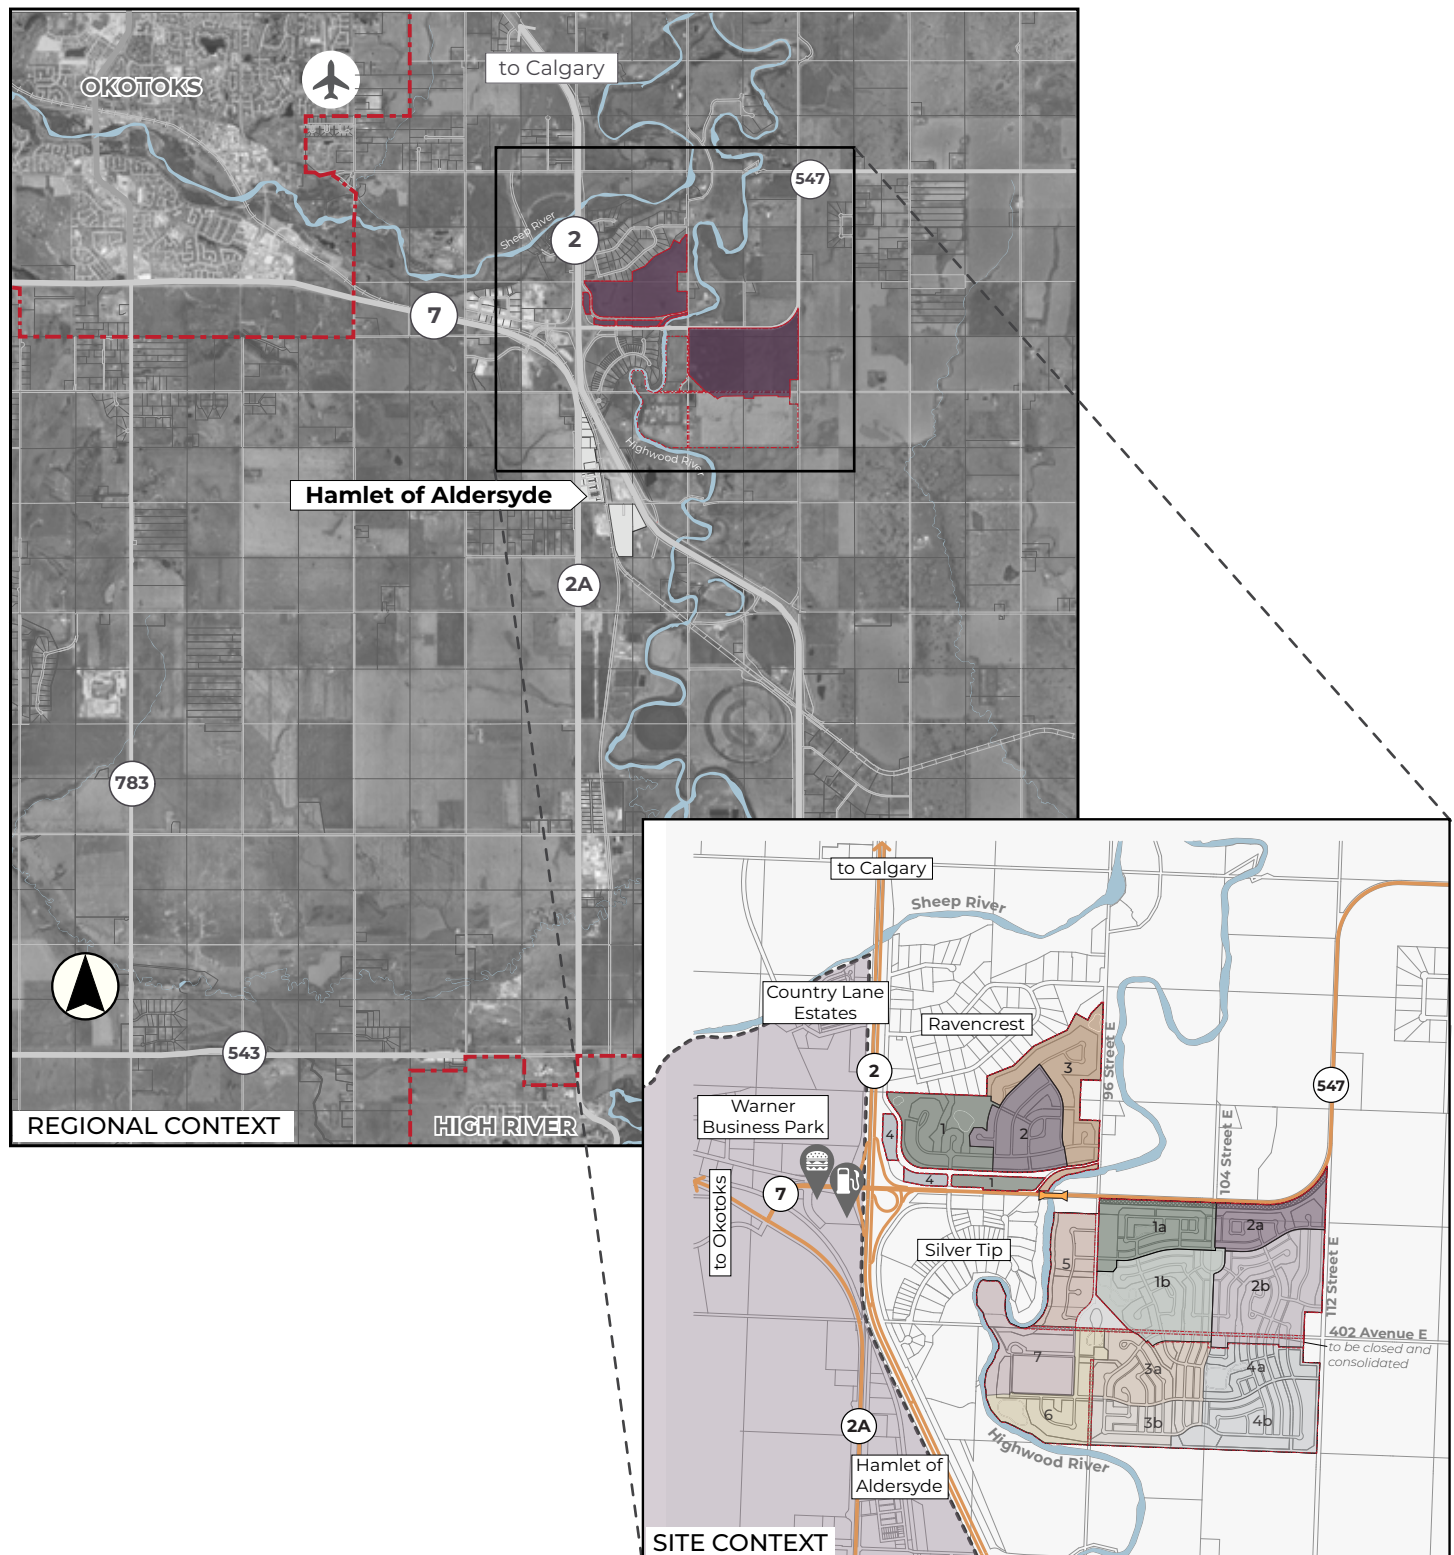 OKOTOKS
to Calgary
547
Sheep River
2
7
Highwood River
Hamlet of Aldersyde
2A
783
543
REGIONAL CONTEXT
HIGH RIVER
to Calgary
Sheep River
Country Lane
Estates
Ravencrest
96 Street E
3
2
547
Warner
Business Park
4
1
2
104 Street E
4
1
7
to Okotoks
1a
2a
Silver Tip
5
1b
2b
112 Street E
402 Avenue E
to be closed and
consolidated
7
3a
4a
6
3b
4b
2A
Highwood River
Hamlet of
Aldersyde
SITE CONTEXT